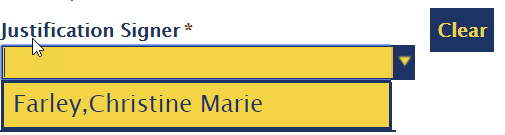 Justification Signer *
Clear
Farley,Christine Marie